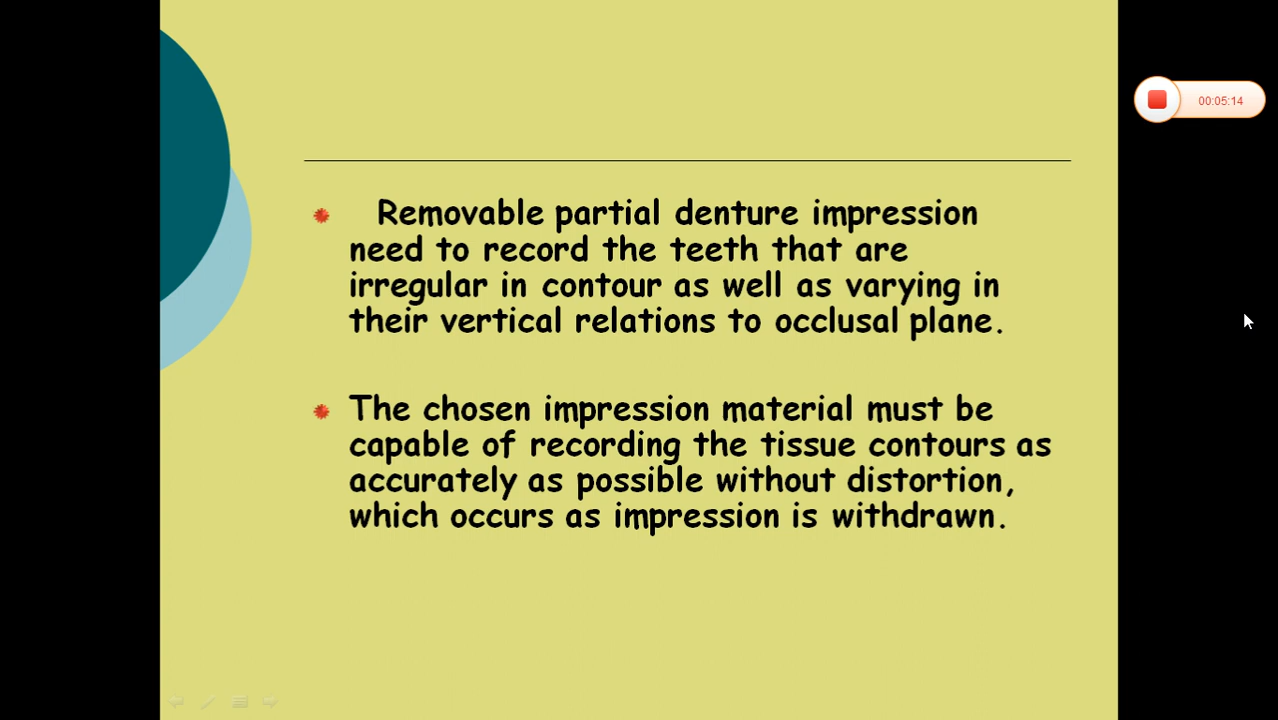 00:05:14
Removable partial denture impression
need to record the teeth that are
irregular in contour as well as varying in
their vertical relations to occlusal plane.
The chosen impression material must be
capable of recording the tissue contours as
accurately as possible without distortion,
which occurs as impression is withdrawn.